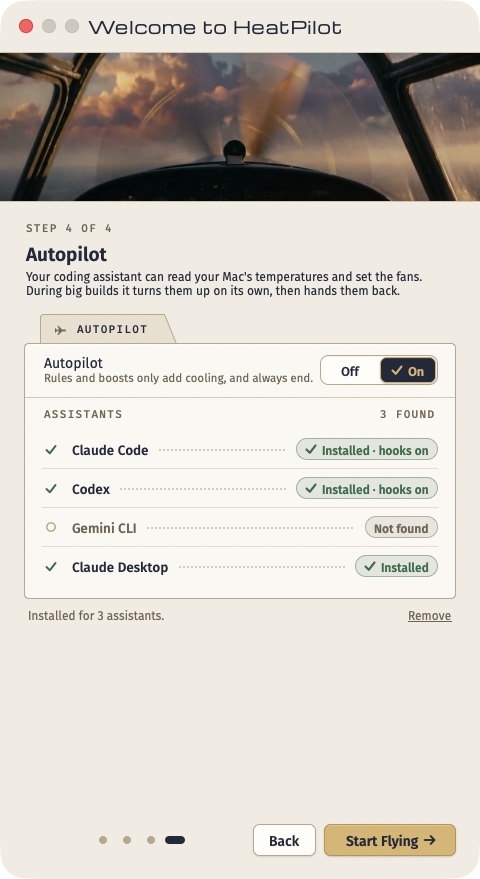 Welcome to HeatPilot
STEP 4 OF 4
Autopilot
Your coding assistant can read your Mac's temperatures and set the fans.
During big builds it turns them up on its own, then hands them back.
AUTOPILOT
Autopilot
Rules and boosts only add cooling, and always end.
Off
On
ASSISTANTS
3 FOUND
Claude Code
Installed · hooks on
Codex
Installed · hooks on
Gemini CLI
Not found
Claude Desktop
Installed
Installed for 3 assistants.
Remove
Back
Start Flying →